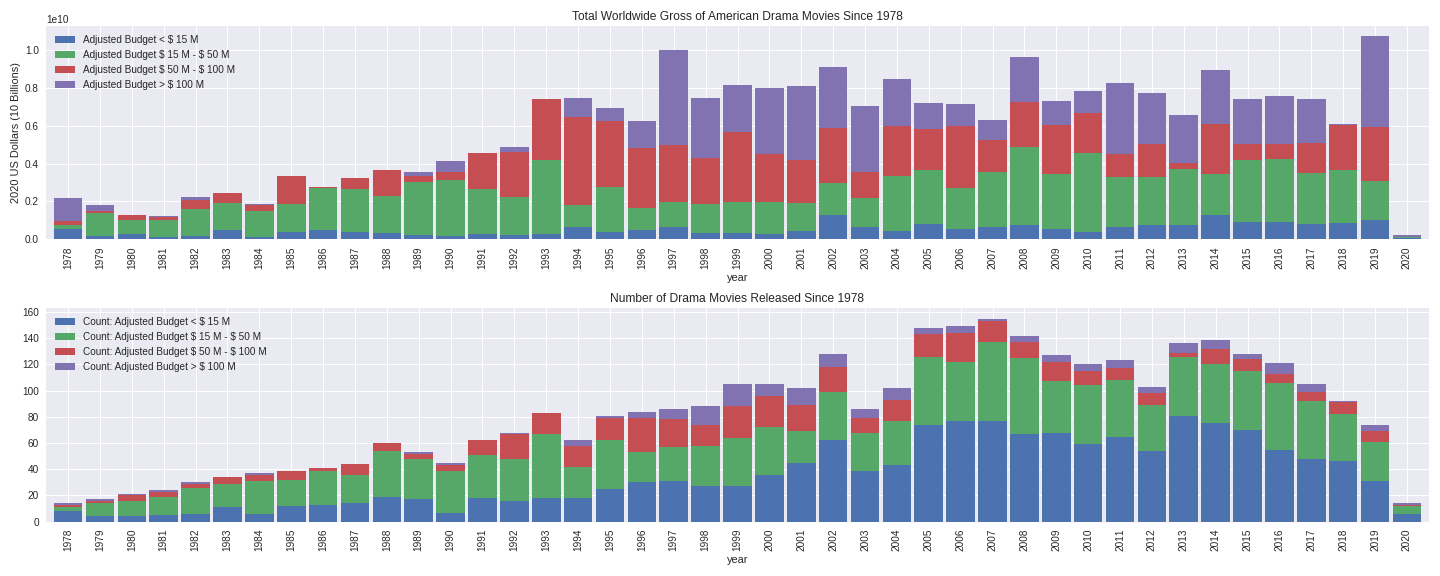 Total Worldwide Gross of American Drama Movies Since 1978
1e10
Adjusted Budget < $ 15 M
Adjusted Budget $ 15 M - $ 50 M
Adjusted Budget $ 50 M - $ 100 M
Adjusted Budget > $ 100 M
2020 US Dollars (10 Billions)
1.0
0.8
0.6
0.4
0.2
0.0
1978 1979 1980 1981 1982 1983 1984 1985 1986 1987 1988 1989 1990 1991 1992 1993 1994 1995 1996 1997 1998 1999 2000 2001 2002 2003 2004 2005 2006 2007 2008 2009 2010 2011 2012 2013 2014 2015 2016 2017 2018 2019 2020
year
Number of Drama Movies Released Since 1978
Count: Adjusted Budget < $ 15 M
Count: Adjusted Budget $ 15 M - $ 50 M
Count: Adjusted Budget $ 50 M - $ 100 M
Count: Adjusted Budget > $ 100 M
160
140
120
100
80
60
40
20
0
1978 1979 1980 1981 1982 1983 1984 1985 1986 1987 1988 1989 1990 1991 1992 1993 1994 1995 1996 1997 1998 1999 2000 2001 2002 2003 2004 2005 2006 2007 2008 2009 2010 2011 2012 2013 2014 2015 2016 2017 2018 2019 2020
year